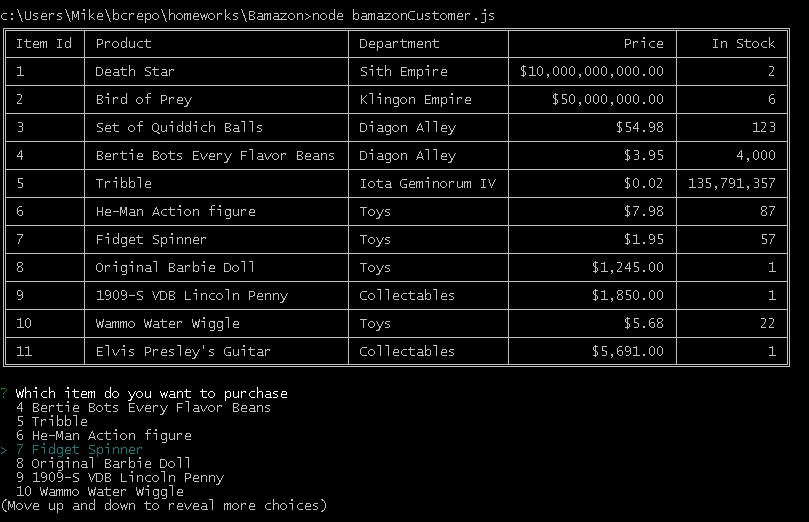 c:\Users\Mike\bcrepo\homeworks\Bamazon>node bamazonCustomer.js
Item Id Product Department Price In Stock
1 Death Star Sith Empire $10,000,000,000.00 2
2 Bird of Prey Klingon Empire $50,000,000.00 6
3 Set of Quiddich Balls Diagon Alley $54.98 123
4 Bertie Bots Every Flavor Beans Diagon Alley $3.95 4,000
5 Tribble Iota Geminorum IV $0.02 135,791,357
6 He-Man Action figure Toys $7.98 87
7 Fidget Spinner Toys $1.95 57
8 Original Barbie Doll Toys $1,245.00 1
9 1909-S VDB Lincoln Penny Collectables $1,850.00 1
10 Wammo Water Wiggle Toys $5.68 22
11 Elvis Presley's Guitar Collectables $5,691.00 1
? Which item do you want to purchase
4 Bertie Bots Every Flavor Beans
5 Tribble
6 He-Man Action figure
> 7 Fidget Spinner
8 Original Barbie Doll
9 1909-S VDB Lincoln Penny
10 Wammo Water Wiggle
(Move up and down to reveal more choices)